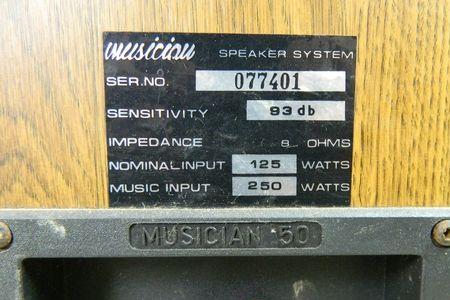 musician SPEAKER SYSTEM
SER.NO. 077401
SENSITIVITY 93 db
IMPEDANCE 8 OHMS
NOMINAL INPUT 125 WATTS
MUSIC INPUT 250 WATTS
MUSICIAN 50